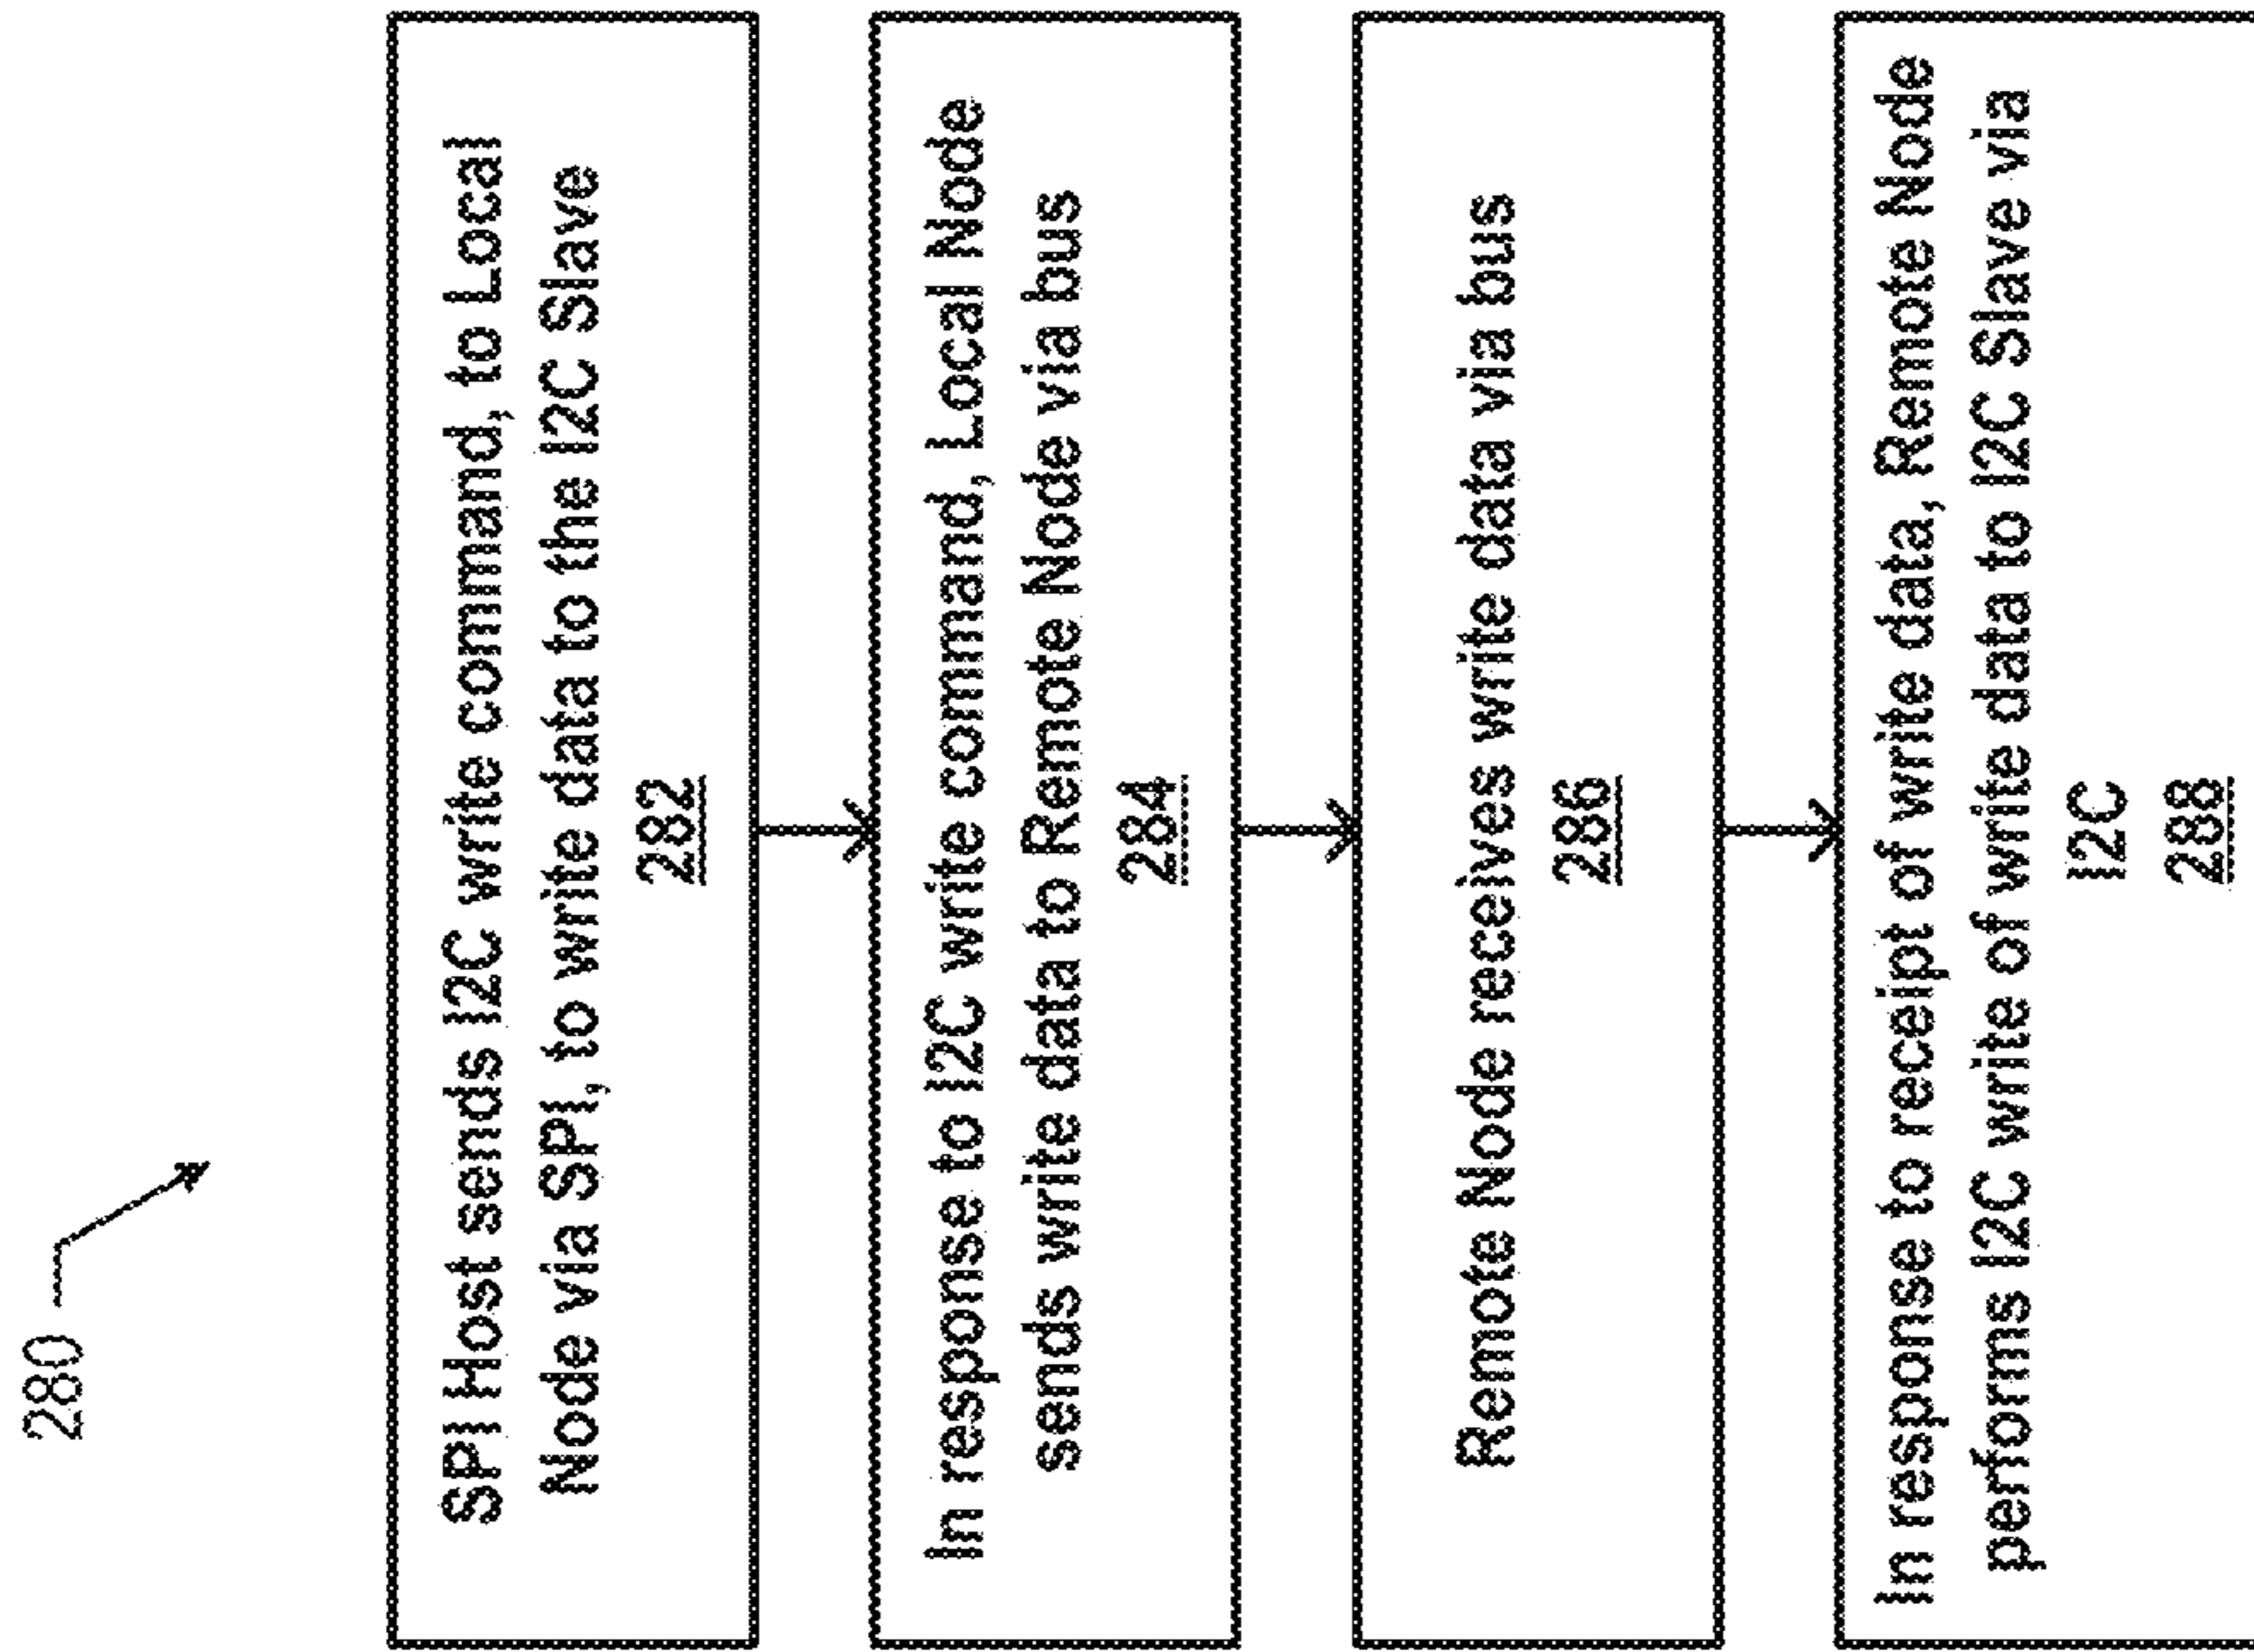 280
SPI Host sends I2C write command, to Local
Node via SPI, to write data to the I2C Slave
282
In response to I2C write command, Local Node
sends write data to Remote Node via bus
284
Remote Node receives write data via bus
286
In response to receipt of write data, Remote Node
performs I2C write of write data to I2C Slave via
I2C
288